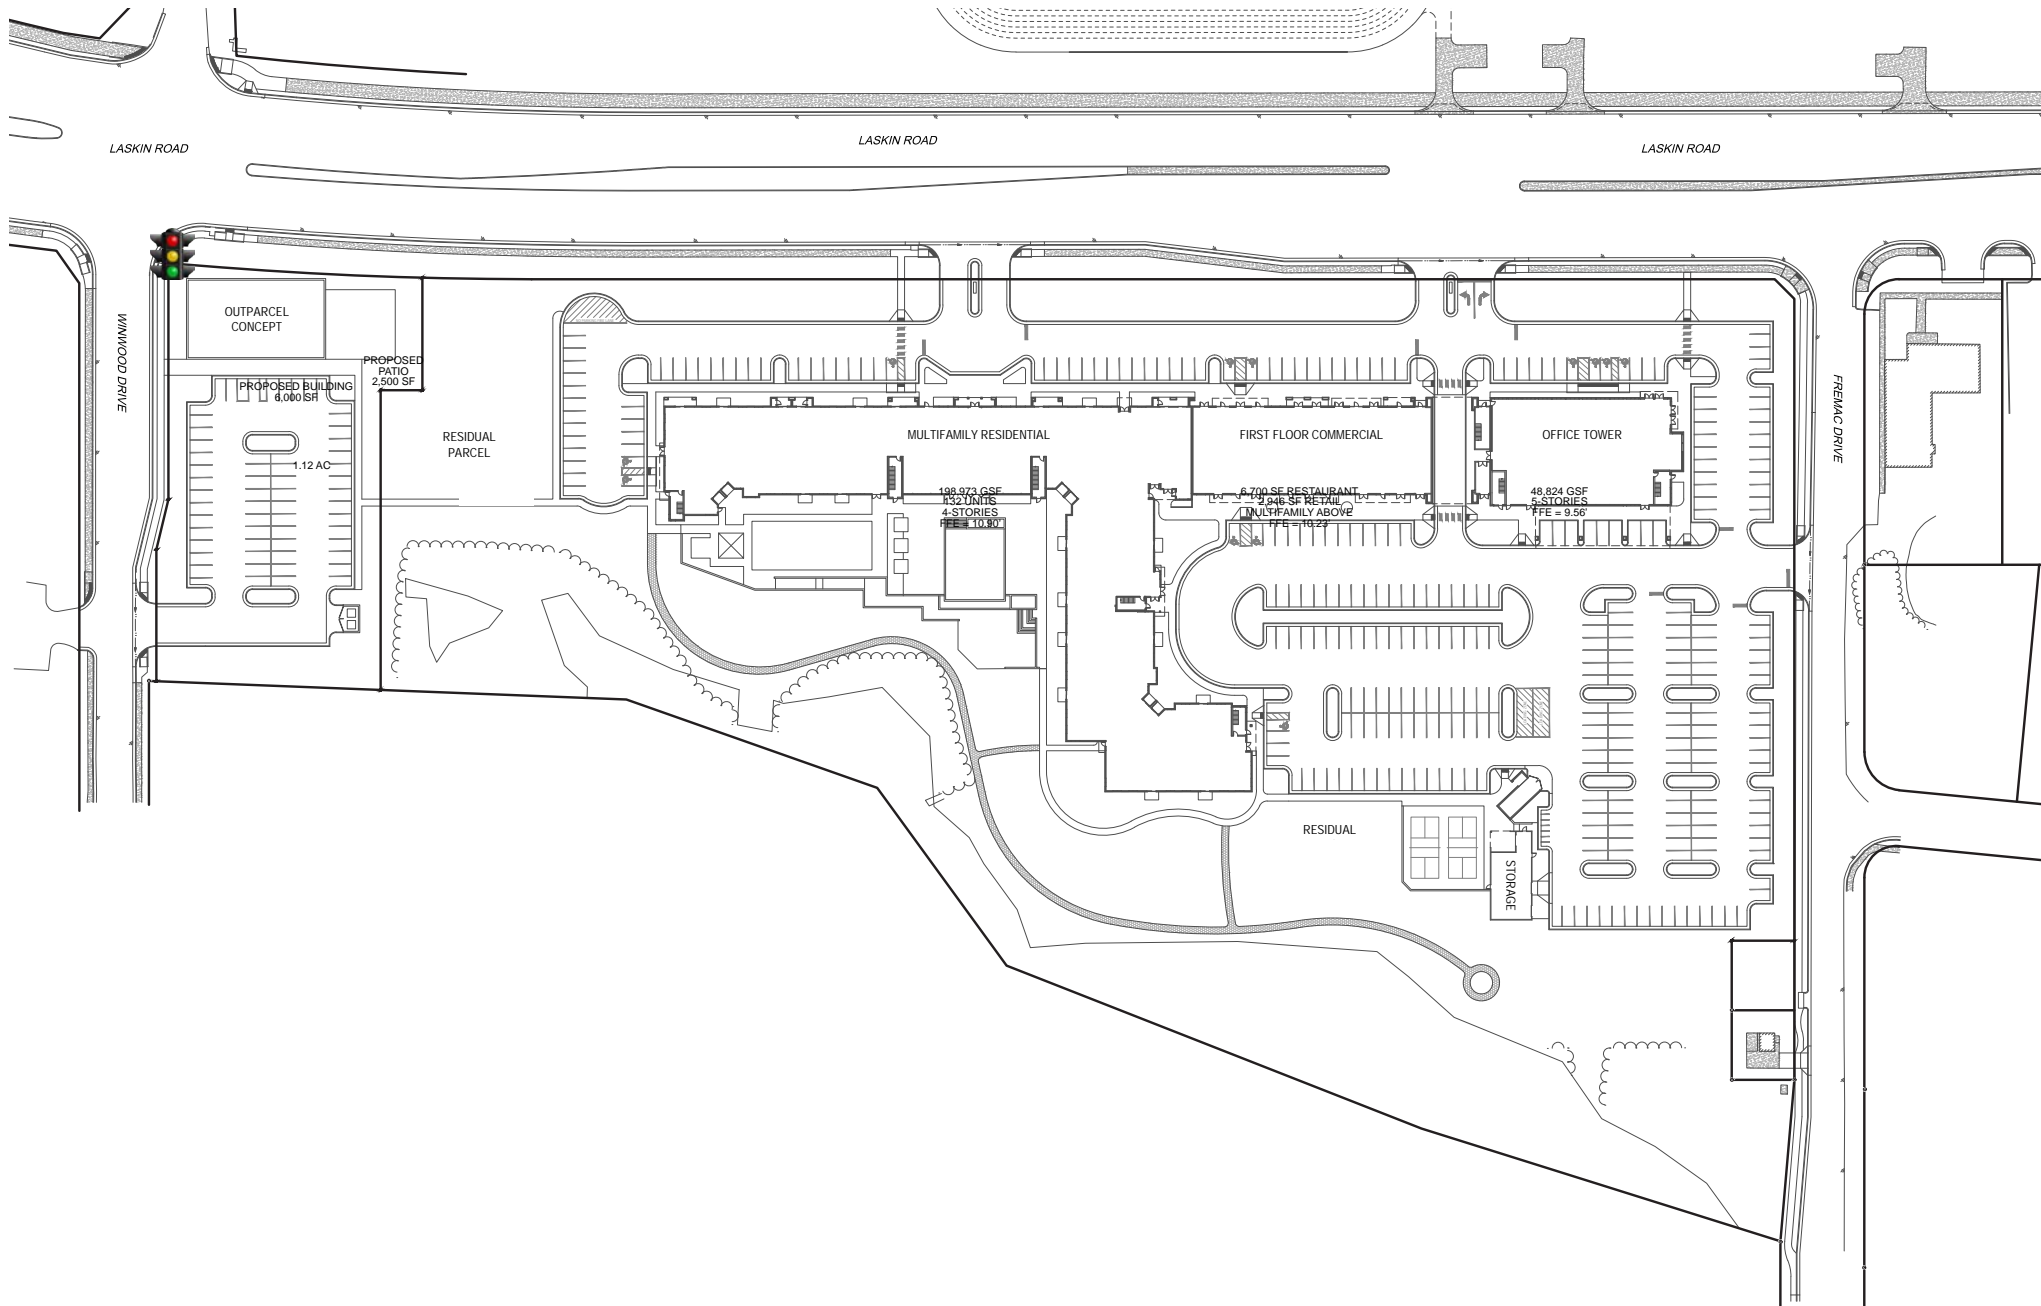 LASKIN ROAD
LASKIN ROAD
LASKIN ROAD
WINWOOD DRIVE
OUTPARCEL
CONCEPT
PROPOSED
PATIO
2,500 SF
PROPOSED BUILDING
6,000 SF
1.12 AC
RESIDUAL
PARCEL
MULTIFAMILY RESIDENTIAL
198,973 GSF
132 UNITS
4-STORIES
FFE = 10.90'
FIRST FLOOR COMMERCIAL
6,700 SF RESTAURANT
2,946 SF RETAIL
MULTIFAMILY ABOVE
FFE = 10.23'
OFFICE TOWER
48,824 GSF
5-STORIES
FFE = 9.56'
FREMAC DRIVE
RESIDUAL
STORAGE